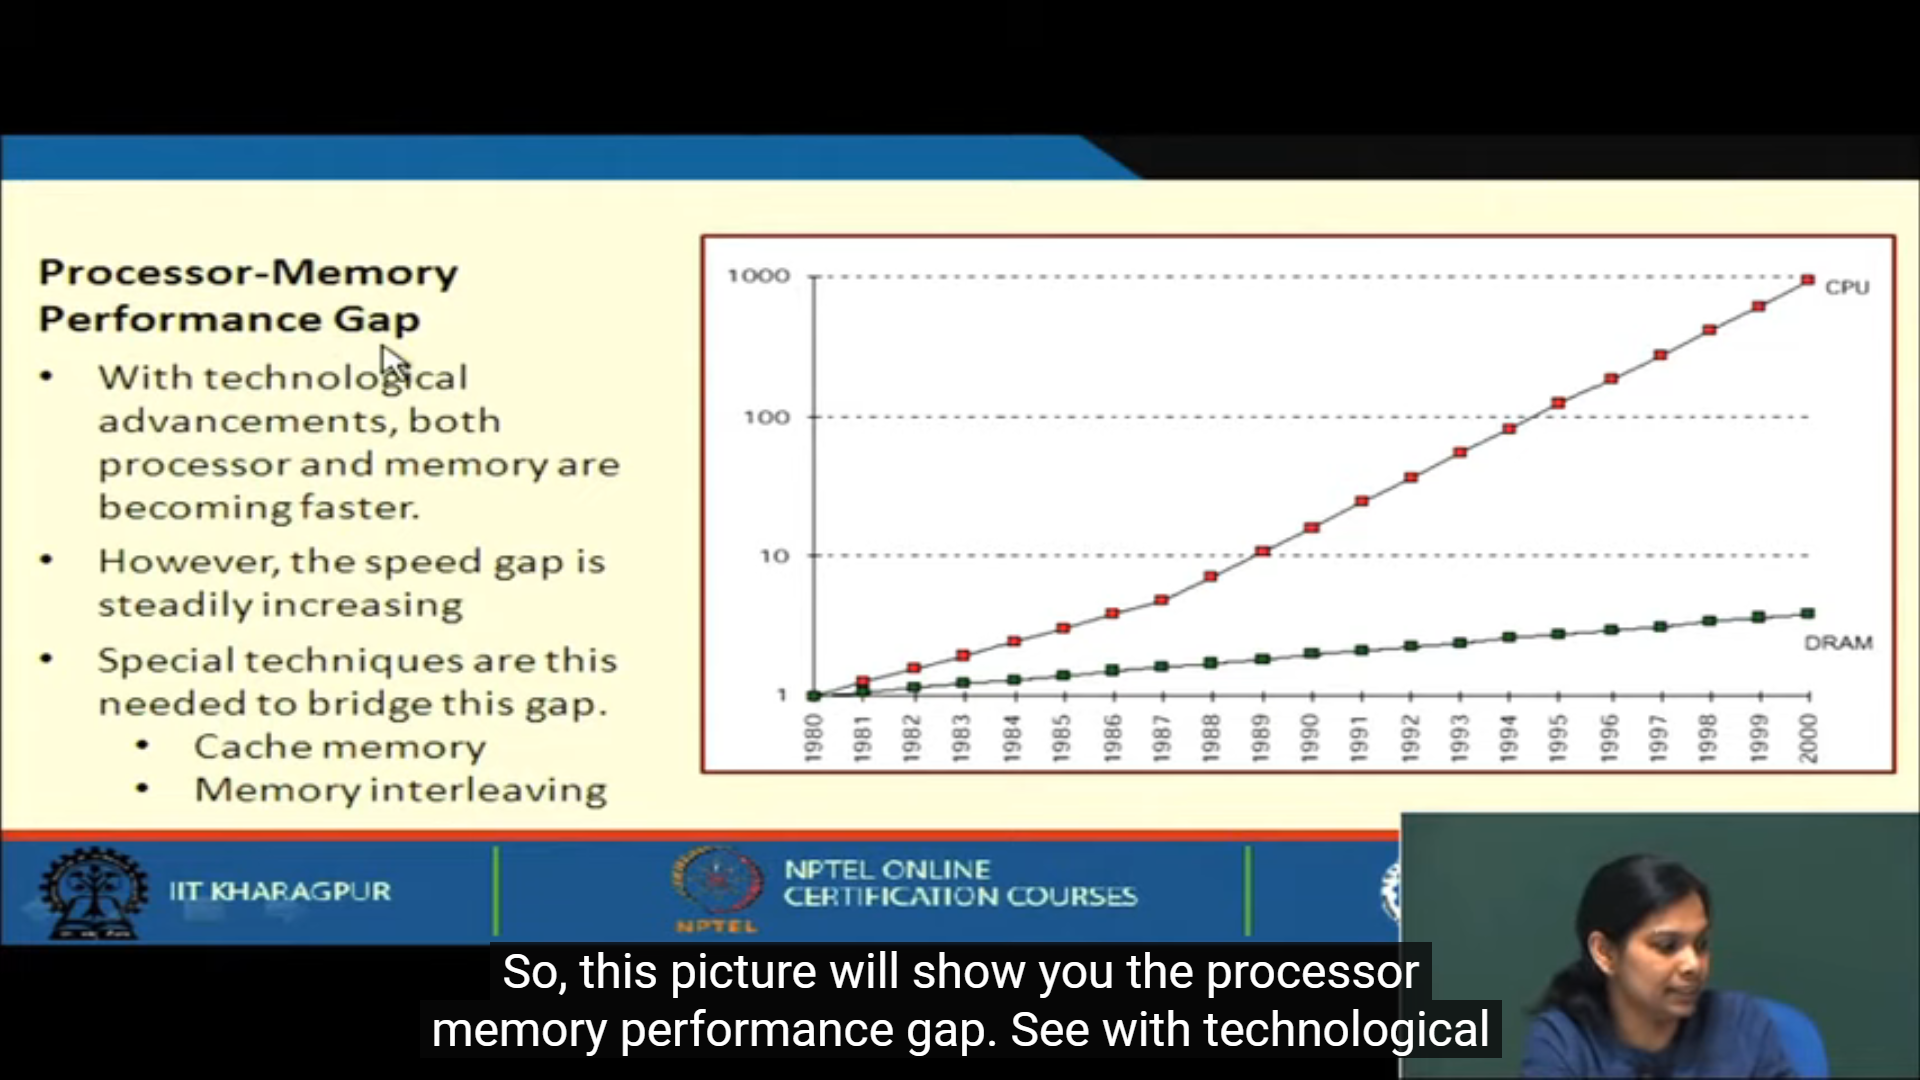 Processor-Memory
Performance Gap
• With technological
advancements, both
processor and memory are
becoming faster.
• However, the speed gap is
steadily increasing
• Special techniques are this
needed to bridge this gap.
• Cache memory
• Memory interleaving
1000
100
10
1
CPU
DRAM
1980
1981
1982
1983
1984
1985
1986
1987
1988
1989
1990
1991
1992
1993
1994
1995
1996
1997
1998
1999
2000
IIT KHARAGPUR
NPTEL
NPTEL ONLINE
CERTIFICATION COURSES
So, this picture will show you the processor
memory performance gap. See with technological